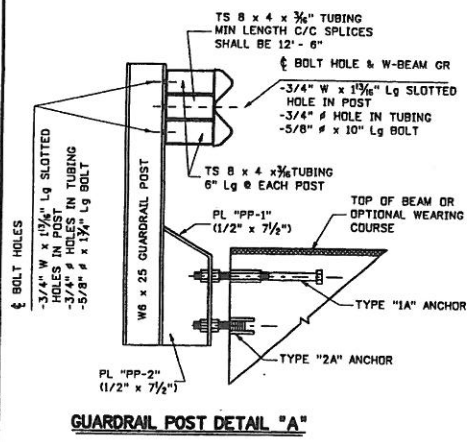 TS 8 x 4 x 3/16" TUBING
MIN LENGTH C/C SPLICES
SHALL BE 12' - 6"
℄ BOLT HOLE & W-BEAM GR
-3/4" W x 1 13/16" Lg SLOTTED
HOLE IN POST
-3/4" ø HOLE IN TUBING
-5/8" ø x 10" Lg BOLT
TS 8 x 4 x 3/16 TUBING
6" Lg @ EACH POST
℄ BOLT HOLES
-3/4" W x 1 13/16" Lg SLOTTED
HOLES IN POST
-3/4" ø HOLES IN TUBING
-5/8" ø x 1 3/4" Lg BOLT
W6 x 25 GUARDRAIL POST
PL "PP-1"
(1/2" x 7 1/2")
TOP OF BEAM OR
OPTIONAL WEARING
COURSE
TYPE "1A" ANCHOR
TYPE "2A" ANCHOR
PL "PP-2"
(1/2" x 7 1/2")
GUARDRAIL POST DETAIL "A"